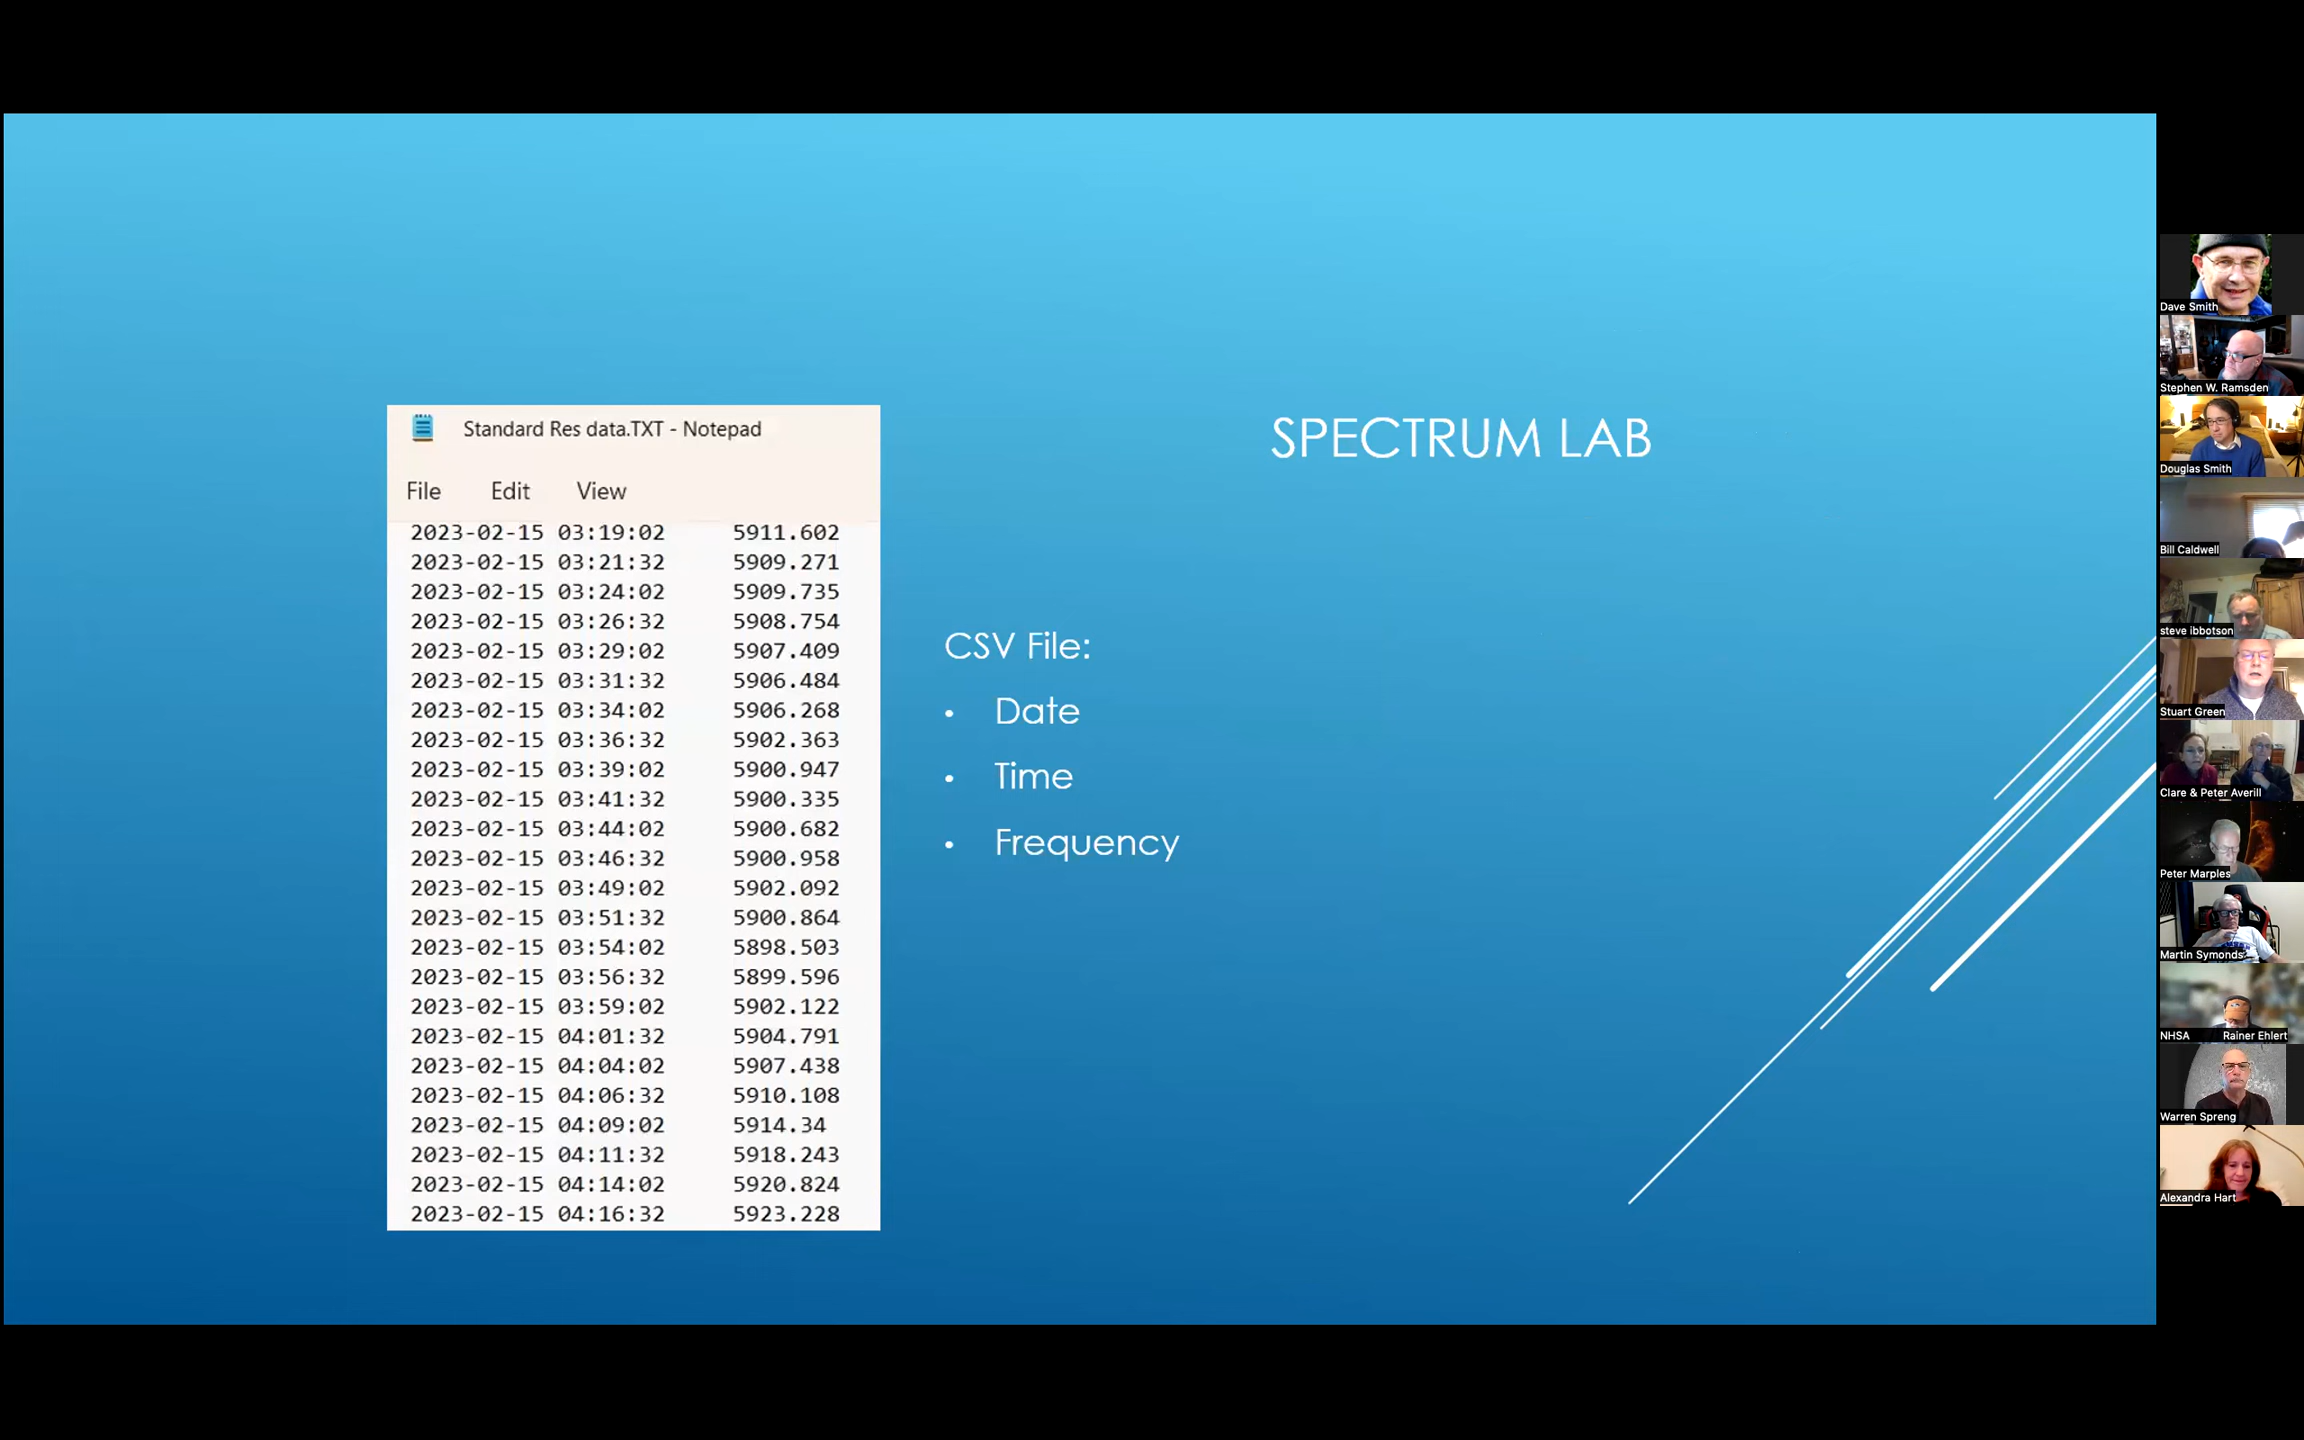 Standard Res data.TXT - Notepad
File Edit View
2023-02-15 03:19:02 5911.602
2023-02-15 03:21:32 5909.271
2023-02-15 03:24:02 5909.735
2023-02-15 03:26:32 5908.754
2023-02-15 03:29:02 5907.409
2023-02-15 03:31:32 5906.484
2023-02-15 03:34:02 5906.268
2023-02-15 03:36:32 5902.363
2023-02-15 03:39:02 5900.947
2023-02-15 03:41:32 5900.335
2023-02-15 03:44:02 5900.682
2023-02-15 03:46:32 5900.958
2023-02-15 03:49:02 5902.092
2023-02-15 03:51:32 5900.864
2023-02-15 03:54:02 5898.503
2023-02-15 03:56:32 5899.596
2023-02-15 03:59:02 5902.122
2023-02-15 04:01:32 5904.791
2023-02-15 04:04:02 5907.438
2023-02-15 04:06:32 5910.108
2023-02-15 04:09:02 5914.34
2023-02-15 04:11:32 5918.243
2023-02-15 04:14:02 5920.824
2023-02-15 04:16:32 5923.228
SPECTRUM LAB
CSV File:
• Date
• Time
• Frequency
Dave Smith
Stephen W. Ramsden
Douglas Smith
Bill Caldwell
steve ibbotson
Stuart Green
Clare & Peter Averill
Peter Marples
Martin Symonds
NHSA Rainer Ehlert
Warren Spreng
Alexandra Hart